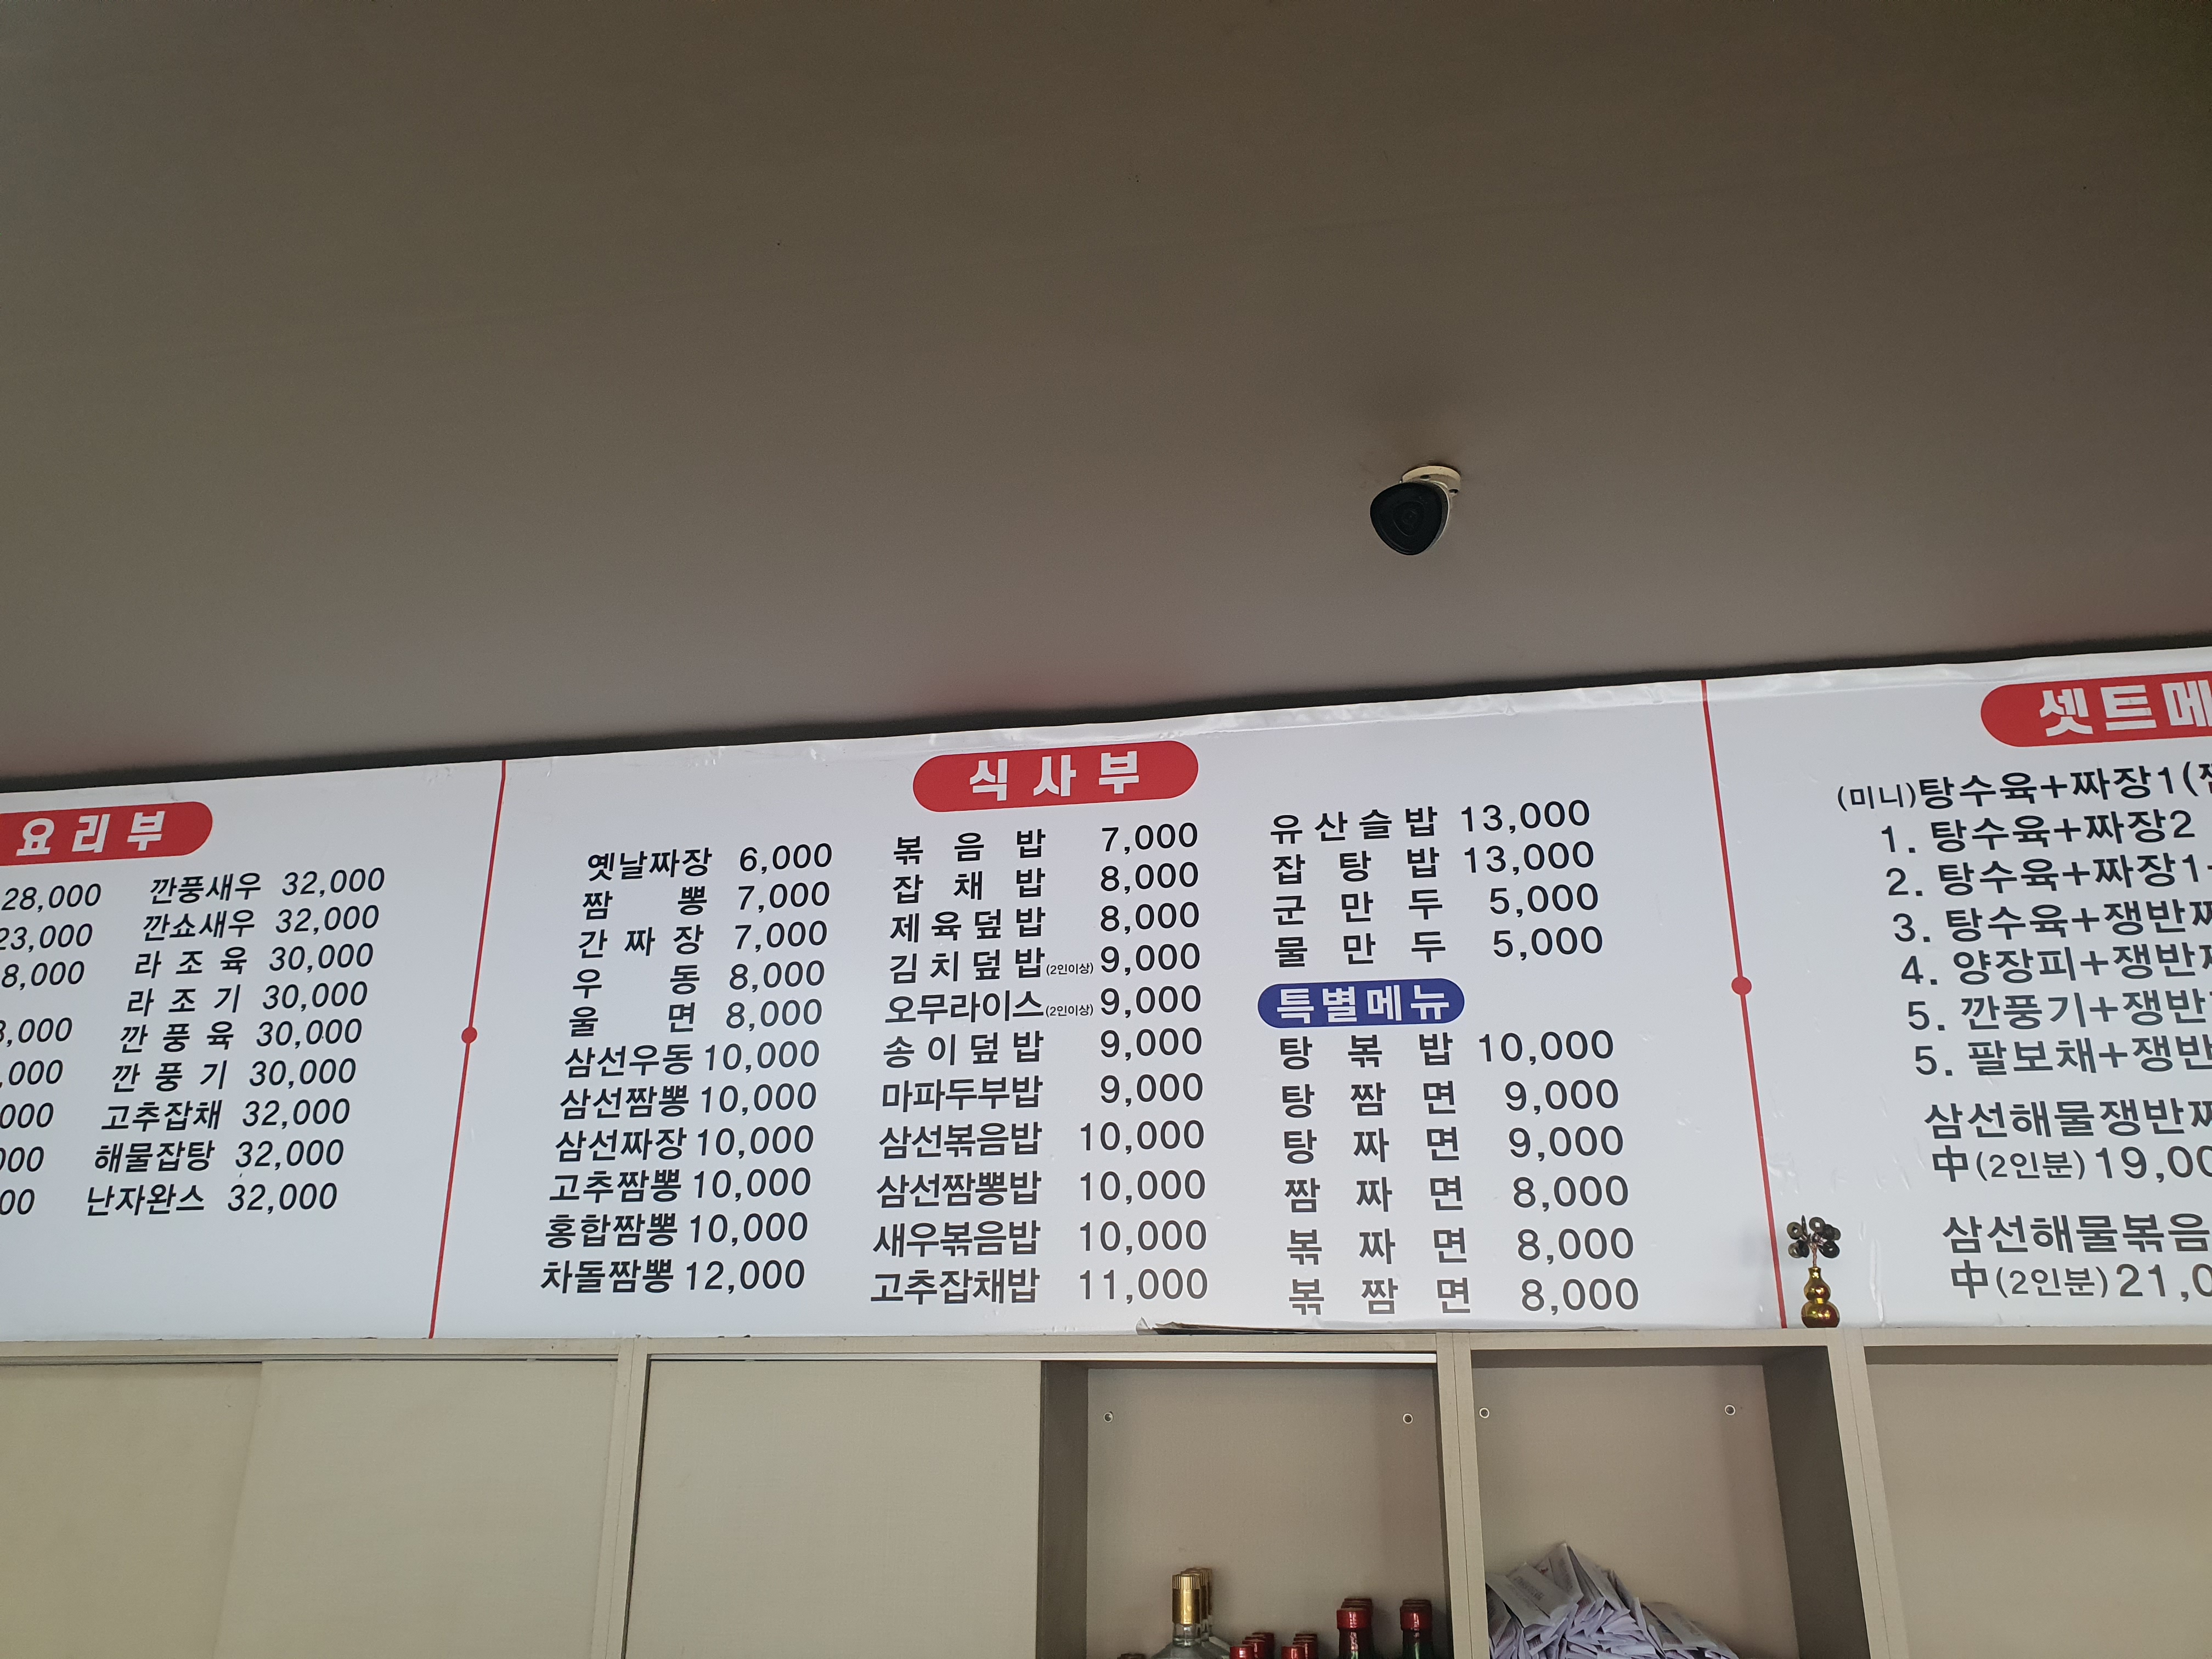 요리부
28,000 깐풍새우 32,000
23,000 깐쇼새우 32,000
8,000 라조육 30,000
라조기 30,000
깐풍육 30,000
깐풍기 30,000
고추잡채 32,000
해물잡탕 32,000
난자완스 32,000
식사부
옛날짜장 6,000
짬뽕 7,000
간짜장 7,000
우동 8,000
울면 8,000
삼선우동 10,000
삼선짬뽕 10,000
삼선짜장 10,000
고추짬뽕 10,000
홍합짬뽕 10,000
차돌짬뽕 12,000
볶음밥 7,000
잡채밥 8,000
제육덮밥 8,000
김치덮밥(2인이상) 9,000
오무라이스(2인이상) 9,000
송이덮밥 9,000
마파두부밥 9,000
삼선볶음밥 10,000
삼선짬뽕밥 10,000
새우볶음밥 10,000
고추잡채밥 11,000
유산슬밥 13,000
잡탕밥 13,000
군만두 5,000
물만두 5,000
특별메뉴
탕볶밥 10,000
탕짬면 9,000
탕짜면 9,000
짬짜면 8,000
볶짜면 8,000
볶짬면 8,000
셋트메
(미니)탕수육+짜장1(
1. 탕수육+짜장2
2. 탕수육+짜장1
3. 탕수육+쟁반짜
4. 양장피+쟁반짜
5. 깐풍기+쟁반
5. 팔보채+쟁반
삼선해물쟁반짜
中(2인분)19,00
삼선해물볶음
中(2인분)21,0